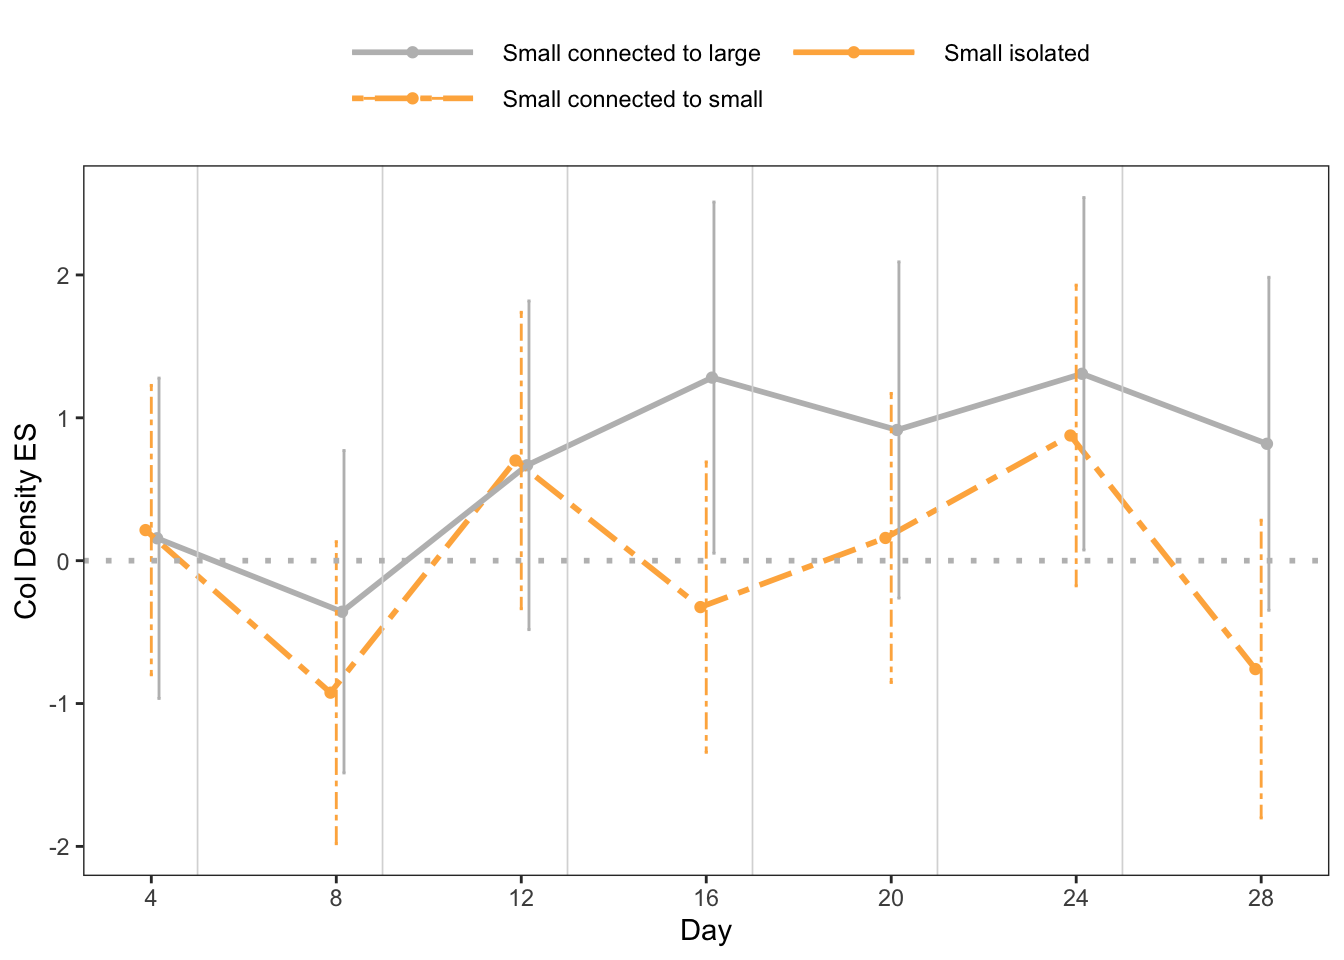 Small connected to large
Small isolated
Small connected to small
Col Density ES
2
1
0
-1
-2
4 8 12 16 20 24 28
Day